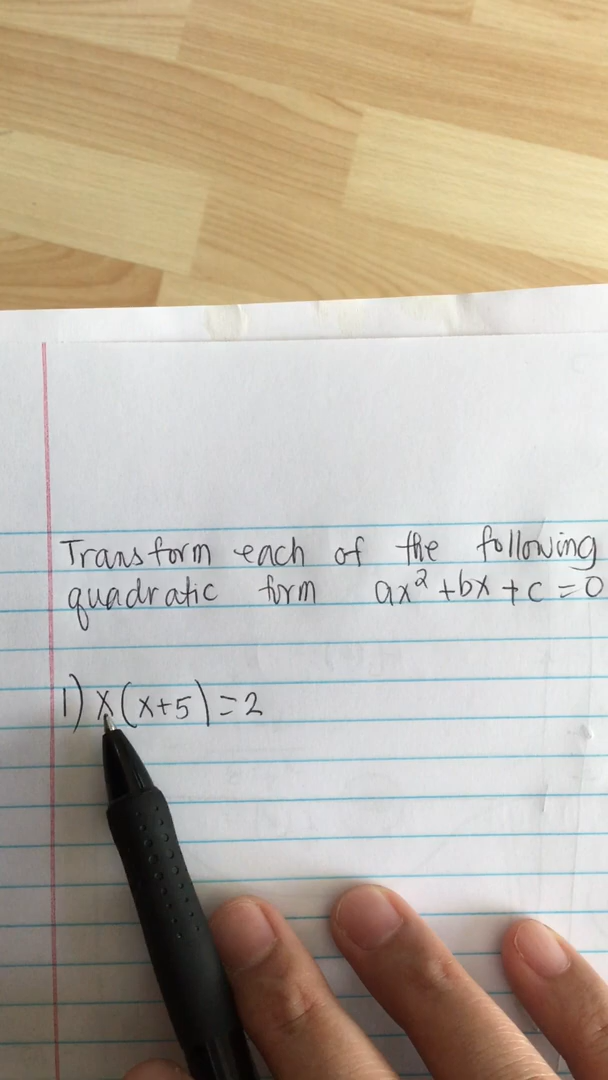 Transform each of the following
quadratic form ax² + bx + c = 0
1) x(x+5) = 2